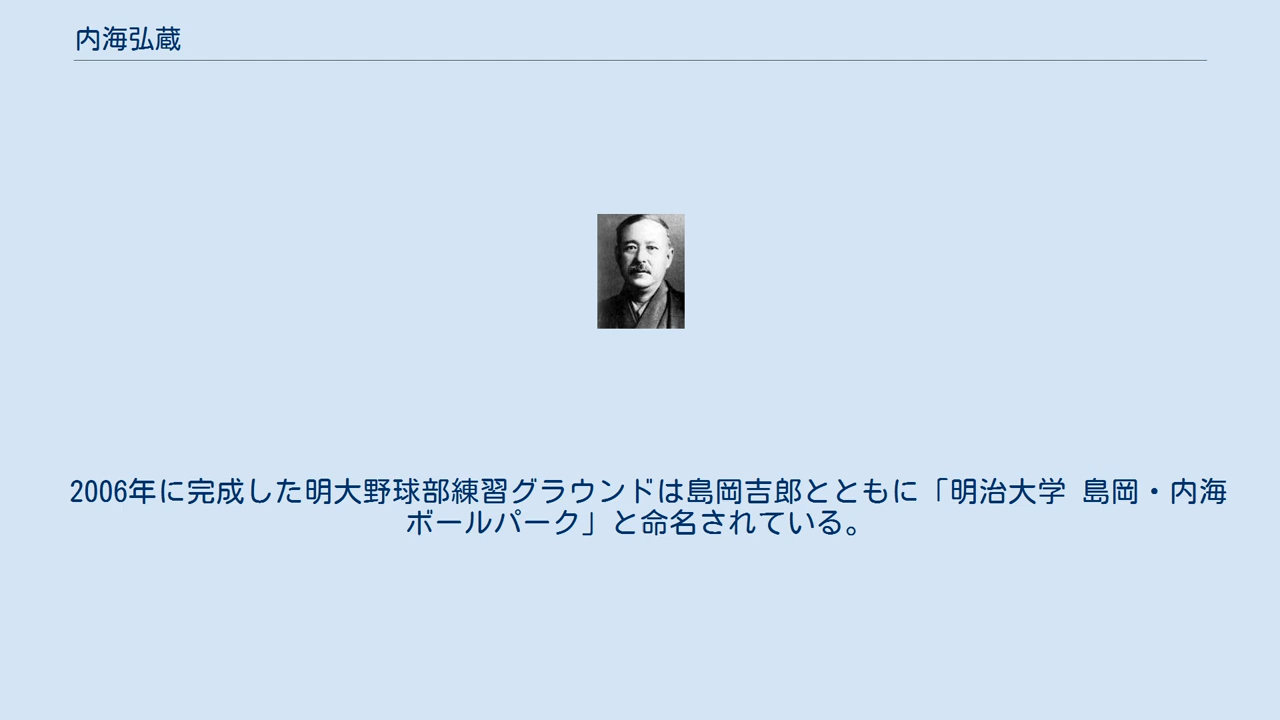 内海弘蔵
2006年に完成した明大野球部練習グラウンドは島岡吉郎とともに「明治大学 島岡・内海
ボールパーク」と命名されている。